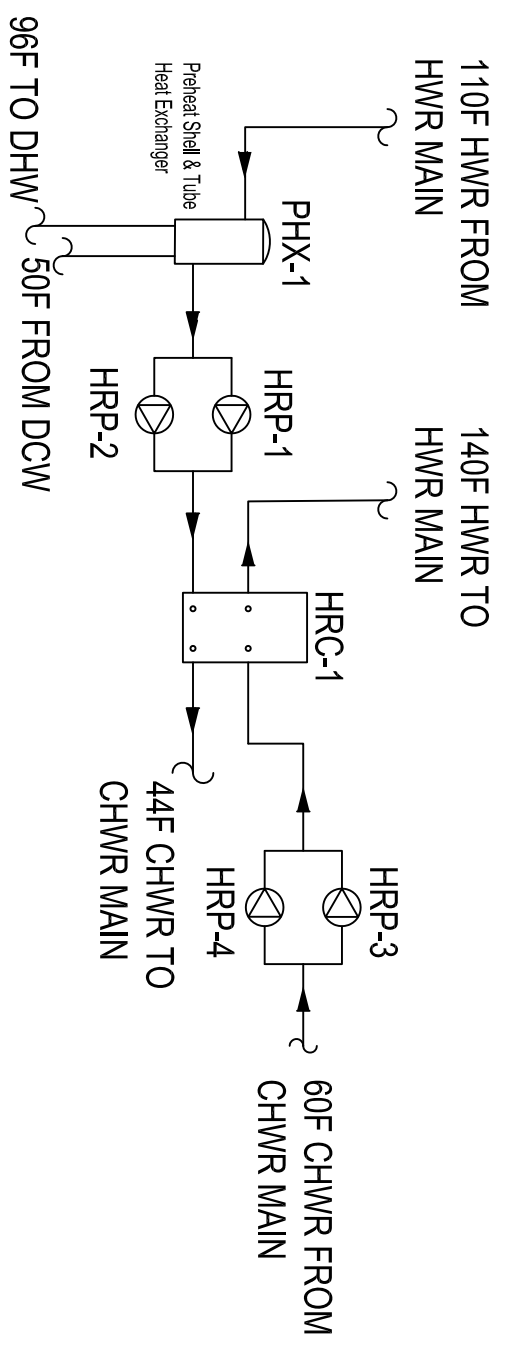 110F HWR FROM
HWR MAIN
140F HWR TO
HWR MAIN
PHX-1
Preheat Shell & Tube
Heat Exchanger
HRP-1
HRP-2
HRC-1
HRP-3
HRP-4
60F CHWR FROM
CHWR MAIN
44F CHWR TO
CHWR MAIN
50F FROM DCW
96F TO DHW